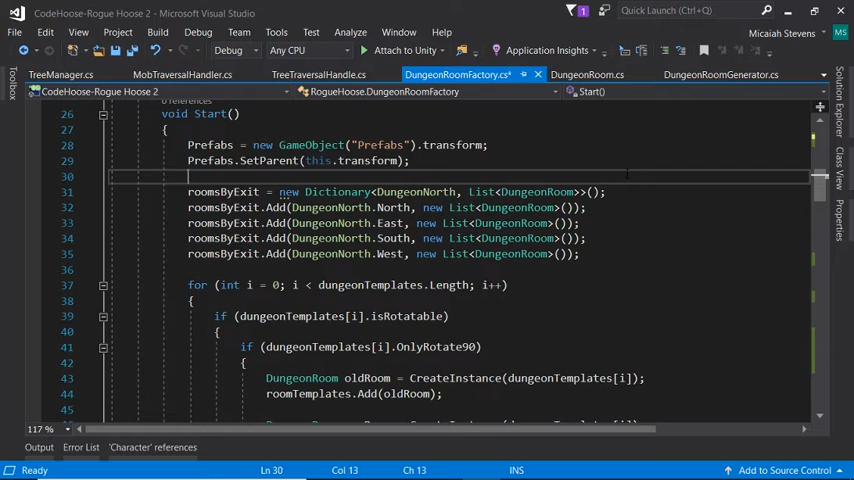 CodeHoose-Rogue Hoose 2 - Microsoft Visual Studio
1
Quick Launch (Ctrl+Q)
File Edit View Project Build Debug Team Tools Test Analyze Window Help
Micaiah Stevens
MS
Debug Any CPU Attach to Unity Application Insights
TreeManager.cs MobTraversalHandler.cs TreeTraversalHandle.cs DungeonRoomFactory.cs* DungeonRoom.cs DungeonRoomGenerator.cs
CodeHoose-Rogue Hoose 2 RogueHoose.DungeonRoomFactory Start()
Toolbox
Solution Explorer
Class View
Properties
0 references
26 void Start()
27 {
28 Prefabs = new GameObject("Prefabs").transform;
29 Prefabs.SetParent(this.transform);
30
31 roomsByExit = new Dictionary<DungeonNorth, List<DungeonRoom>>();
32 roomsByExit.Add(DungeonNorth.North, new List<DungeonRoom>());
33 roomsByExit.Add(DungeonNorth.East, new List<DungeonRoom>());
34 roomsByExit.Add(DungeonNorth.South, new List<DungeonRoom>());
35 roomsByExit.Add(DungeonNorth.West, new List<DungeonRoom>());
36
37 for (int i = 0; i < dungeonTemplates.Length; i++)
38 {
39 if (dungeonTemplates[i].isRotatable)
40 {
41 if (dungeonTemplates[i].OnlyRotate90)
42 {
43 DungeonRoom oldRoom = CreateInstance(dungeonTemplates[i]);
44 roomTemplates.Add(oldRoom);
45
117 %
Output Error List 'Character' references
Ready Ln 30 Col 13 Ch 13 INS Add to Source Control